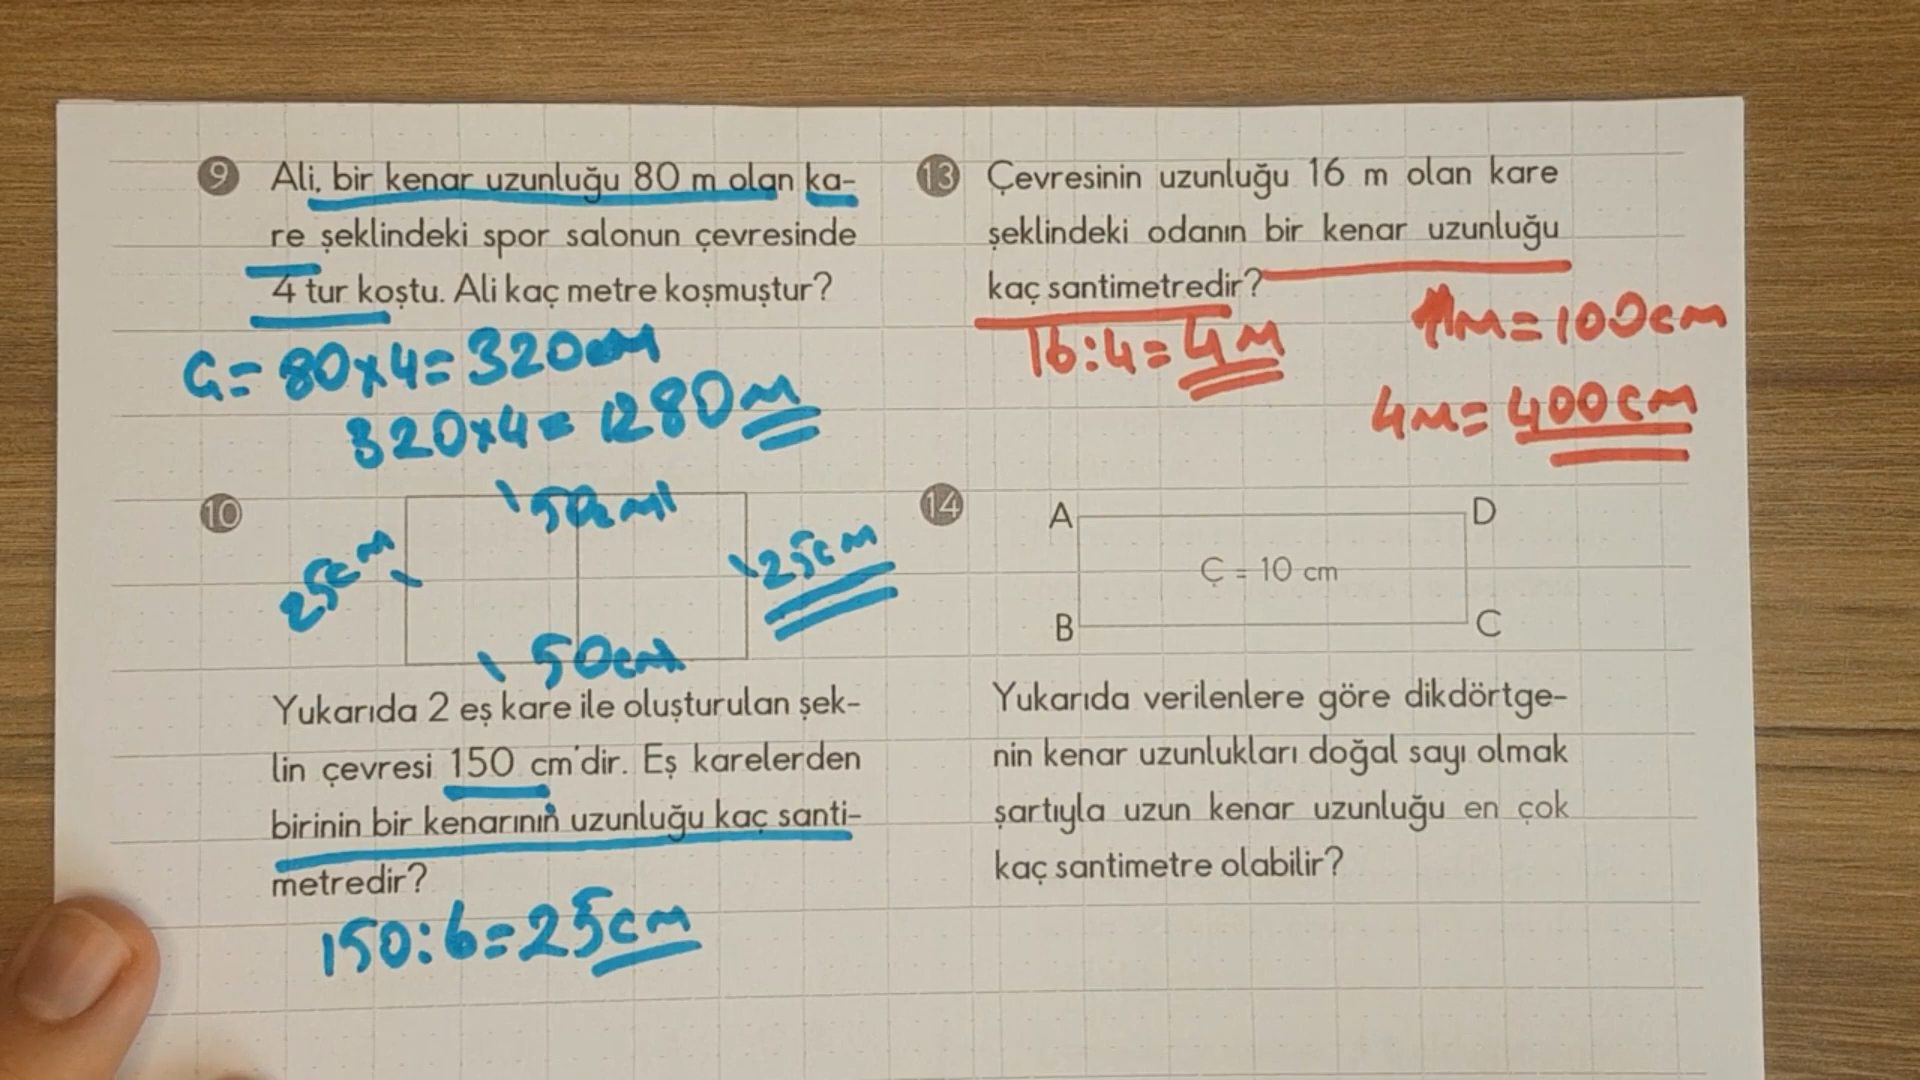 9 Ali, bir kenar uzunluğu 80 m olan ka-
re şeklindeki spor salonun çevresinde
4 tur koştu. Ali kaç metre koşmuştur?
Ç= 80x4= 320 m
320x4= 1280 m
10
50cm
25cm
25cm
50cm
Yukarıda 2 eş kare ile oluşturulan şek-
lin çevresi 150 cm'dir. Eş karelerden
birinin bir kenarının uzunluğu kaç santi-
metredir?
150:6=25cm
13 Çevresinin uzunluğu 16 m olan kare
şeklindeki odanın bir kenar uzunluğu
kaç santimetredir?
16:4=4m
1m=100cm
4m=400cm
14
A D
Ç = 10 cm
B C
Yukarıda verilenlere göre dikdörtge-
nin kenar uzunlukları doğal sayı olmak
şartıyla uzun kenar uzunluğu en çok
kaç santimetre olabilir?